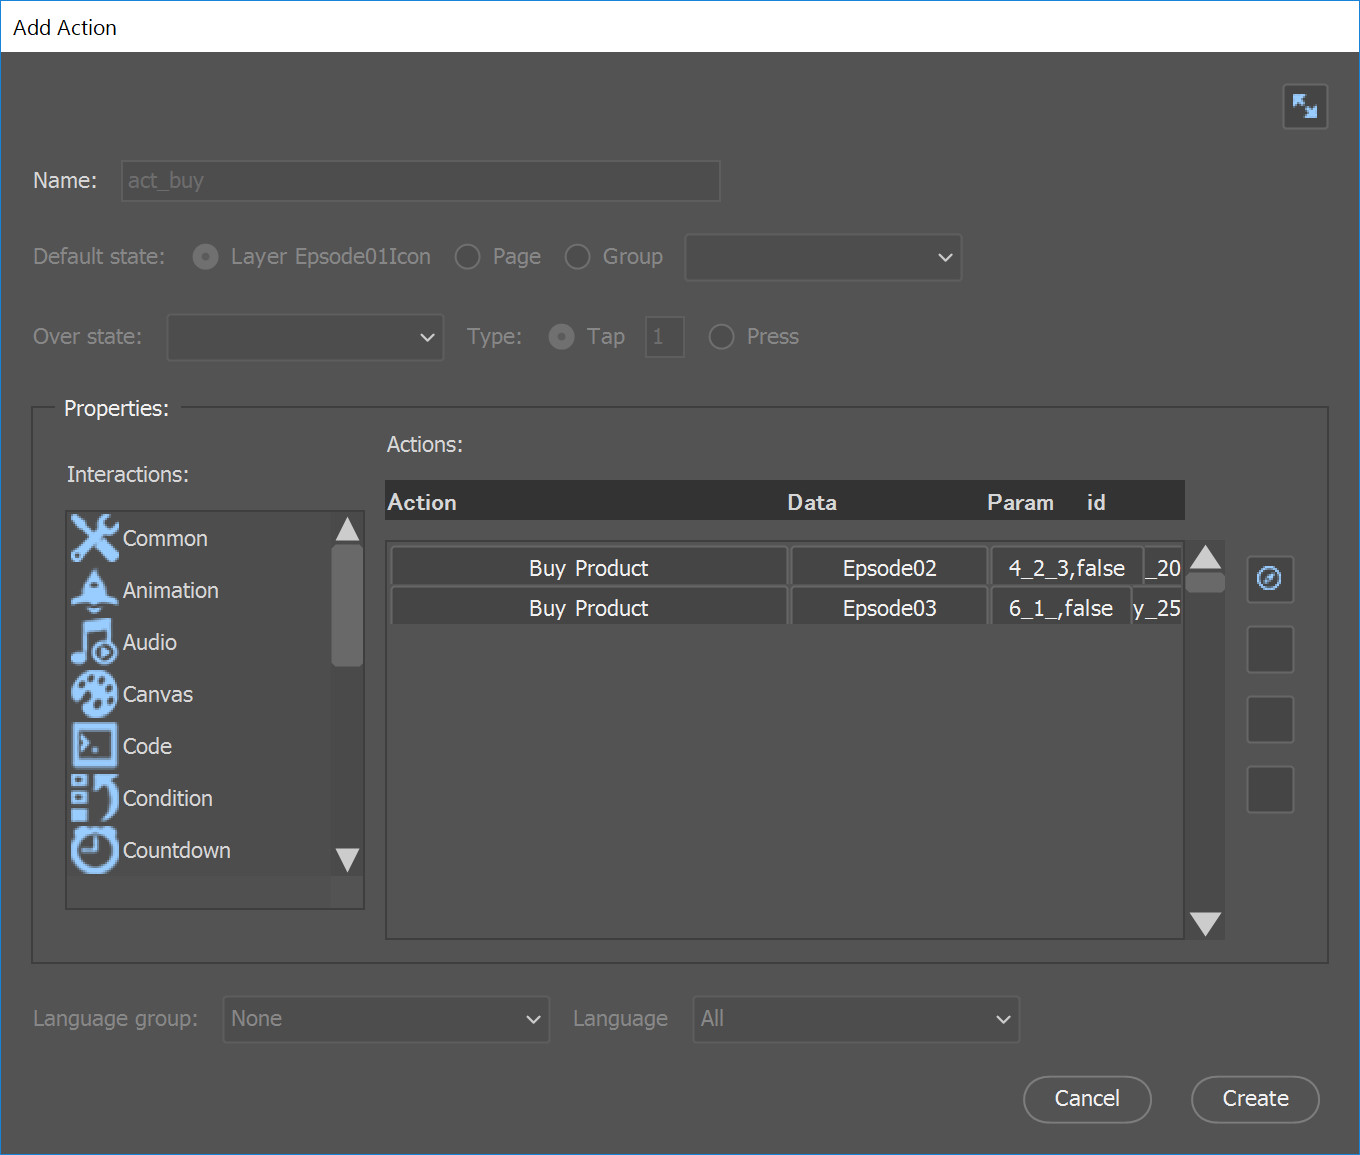 Add Action
Name: act_buy
Default state: Layer Epsode01Icon Page Group
Over state: Type: Tap 1 Press
Properties:
Actions:
Interactions:
Action Data Param id
Common
Animation
Audio
Canvas
Code
Condition
Countdown
Buy Product Epsode02 4_2_3,false _20
Buy Product Epsode03 6_1_,false y_25
Language group: None Language All
Cancel Create